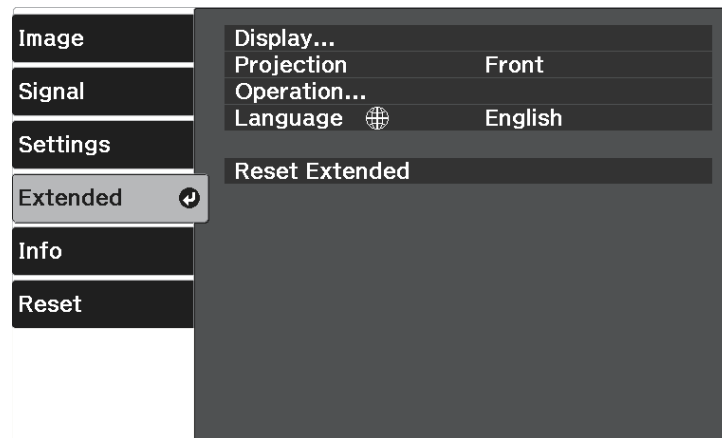 Image
Signal
Settings
Extended
Info
Reset
Display...
Projection Front
Operation...
Language English
Reset Extended